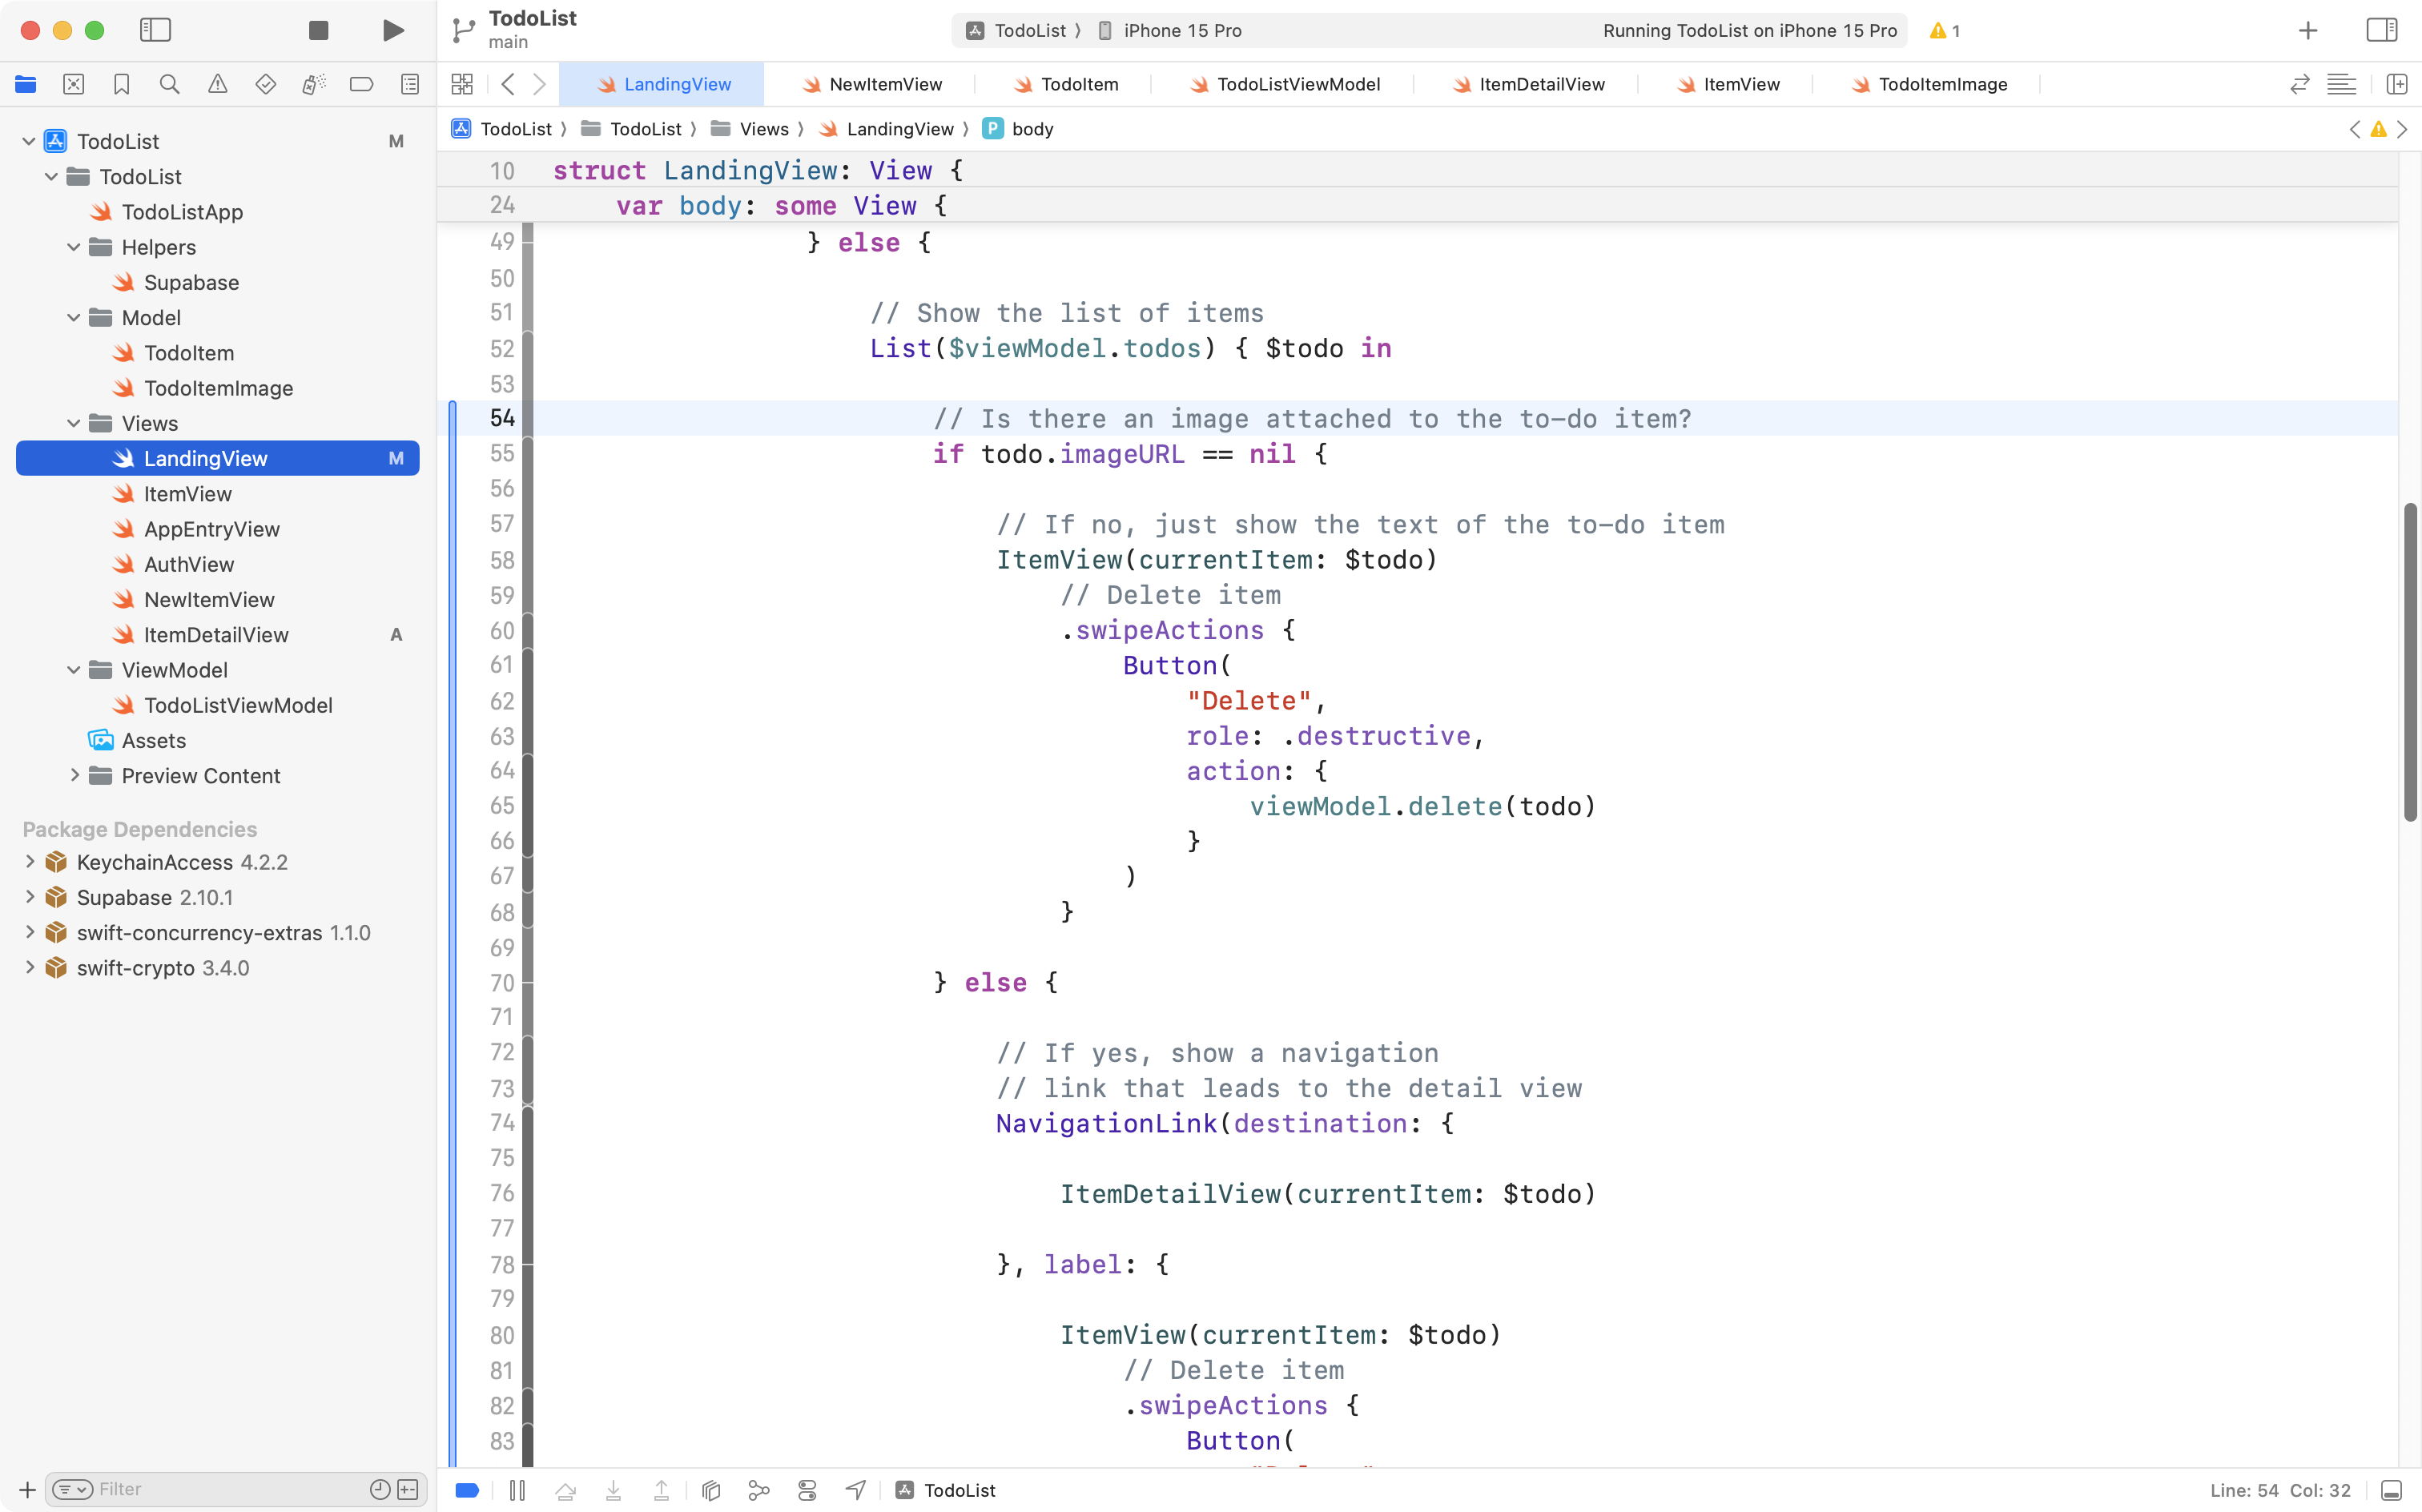 TodoList
main
TodoList
iPhone 15 Pro
Running TodoList on iPhone 15 Pro
1
LandingView
NewItemView
TodoItem
TodoListViewModel
ItemDetailView
ItemView
TodoItemImage
TodoList
TodoList
Views
LandingView
P
body
TodoList M
TodoList
TodoListApp
Helpers
Supabase
Model
TodoItem
TodoItemImage
Views
LandingView M
ItemView
AppEntryView
AuthView
NewItemView
ItemDetailView A
ViewModel
TodoListViewModel
Assets
Preview Content
Package Dependencies
KeychainAccess 4.2.2
Supabase 2.10.1
swift-concurrency-extras 1.1.0
swift-crypto 3.4.0
Filter
10 struct LandingView: View {
24 var body: some View {
49 } else {
50
51 // Show the list of items
52 List($viewModel.todos) { $todo in
53
54 // Is there an image attached to the to-do item?
55 if todo.imageURL == nil {
56
57 // If no, just show the text of the to-do item
58 ItemView(currentItem: $todo)
59 // Delete item
60 .swipeActions {
61 Button(
62 "Delete",
63 role: .destructive,
64 action: {
65 viewModel.delete(todo)
66 }
67 )
68 }
69
70 } else {
71
72 // If yes, show a navigation
73 // link that leads to the detail view
74 NavigationLink(destination: {
75
76 ItemDetailView(currentItem: $todo)
77
78 }, label: {
79
80 ItemView(currentItem: $todo)
81 // Delete item
82 .swipeActions {
83 Button(
TodoList
Line: 54 Col: 32